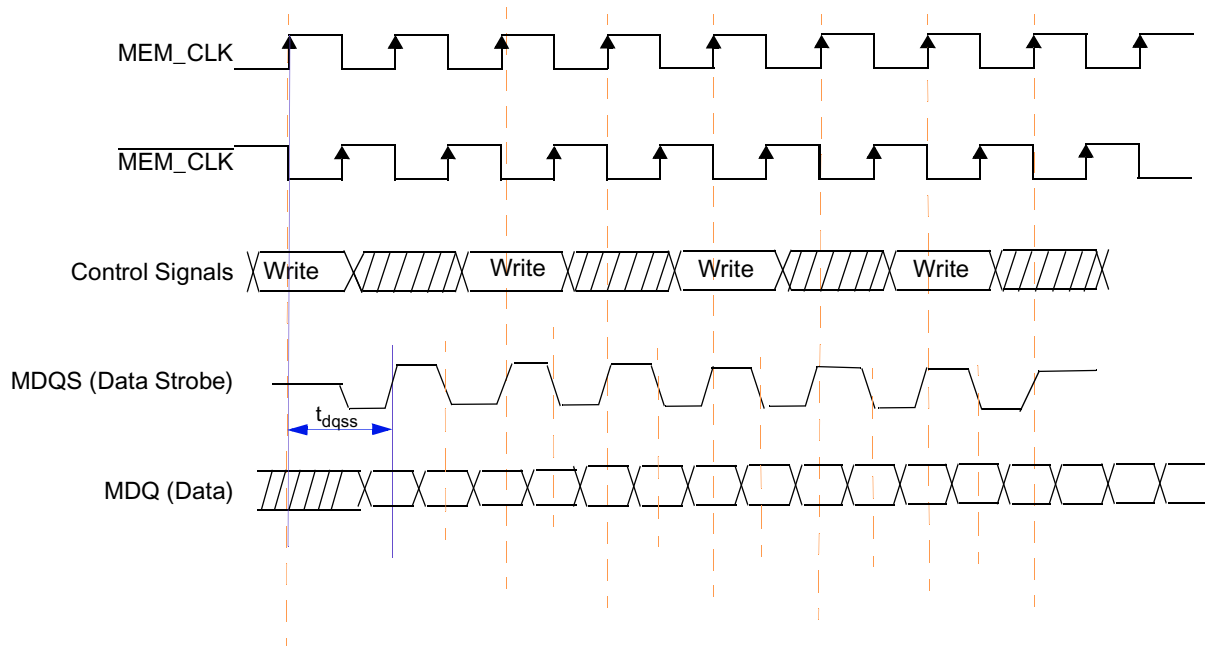 MEM_CLK
MEM_CLK
Control Signals Write Write Write Write
MDQS (Data Strobe)
tdqss
MDQ (Data)